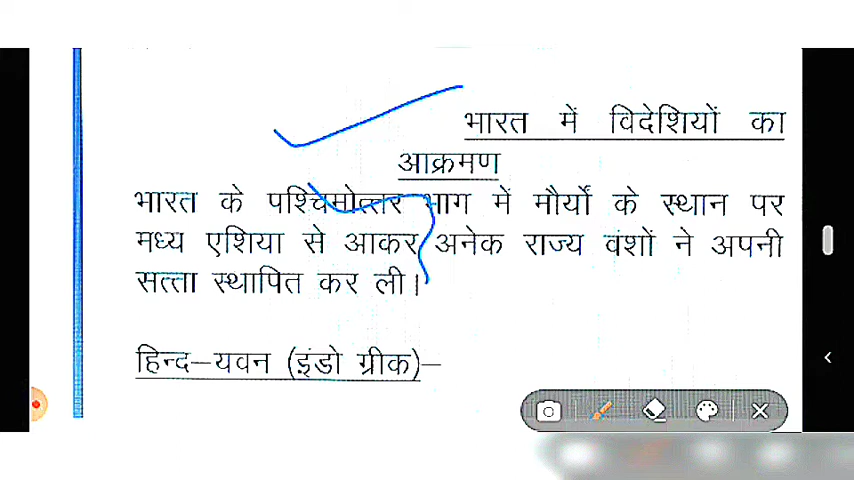 भारत में विदेशियों का
आक्रमण
भारत के पश्चिमोत्तर भाग में मौर्यों के स्थान पर
मध्य एशिया से आकर अनेक राज्य वंशों ने अपनी
सत्ता स्थापित कर ली।
हिन्द–यवन (इंडो ग्रीक)–